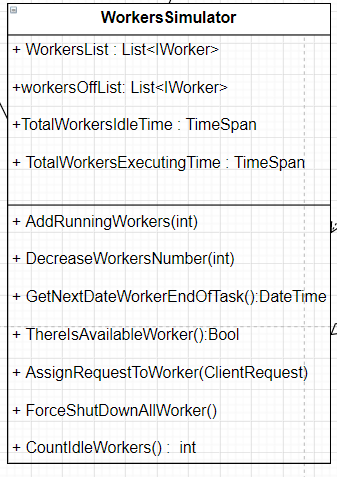 WorkersSimulator
+ WorkersList : List<IWorker>
+workersOffList: List<IWorker>
+TotalWorkersIdleTime : TimeSpan
+ TotalWorkersExecutingTime : TimeSpan
+ AddRunningWorkers(int)
+ DecreaseWorkersNumber(int)
+ GetNextDateWorkerEndOfTask():DateTime
+ ThereIsAvailableWorker():Bool
+ AssignRequestToWorker(ClientRequest)
+ ForceShutDownAllWorker()
+ CountIdleWorkers() : int